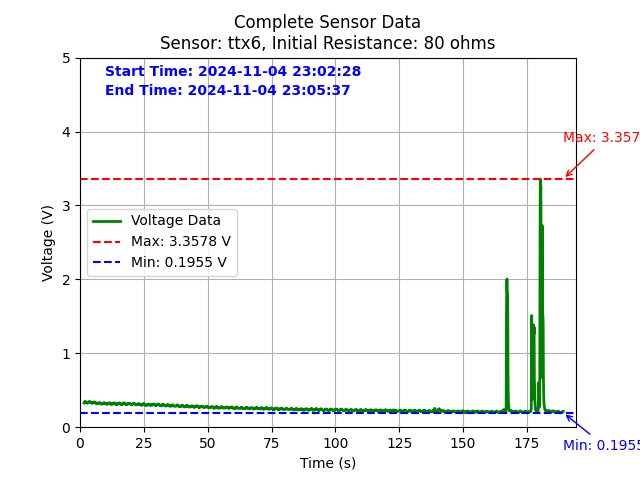 Complete Sensor Data
Sensor: ttx6, Initial Resistance: 80 ohms
Start Time: 2024-11-04 23:02:28
End Time: 2024-11-04 23:05:37
Max: 3.357
Voltage Data
Max: 3.3578 V
Min: 0.1955 V
Min: 0.1955
Voltage (V)
5
4
3
2
1
0
0 25 50 75 100 125 150 175
Time (s)